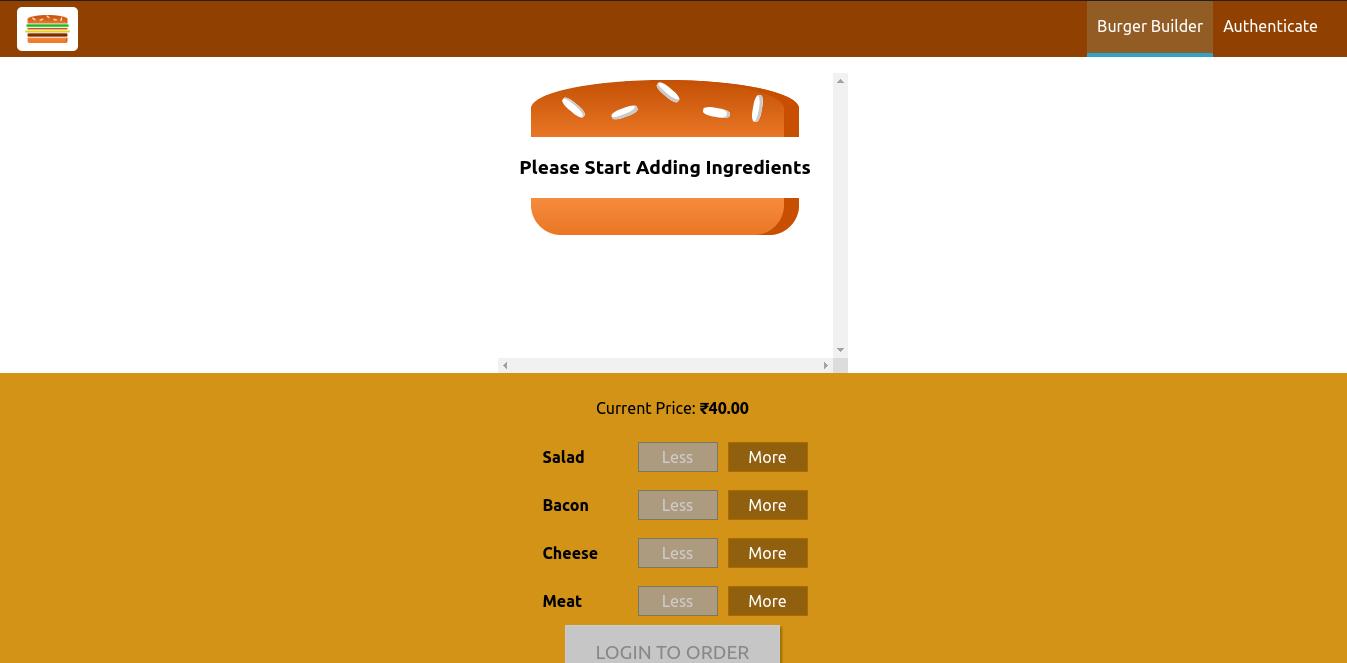 Burger Builder Authenticate
Please Start Adding Ingredients
Current Price: ₹40.00
Salad Less More
Bacon Less More
Cheese Less More
Meat Less More
LOGIN TO ORDER